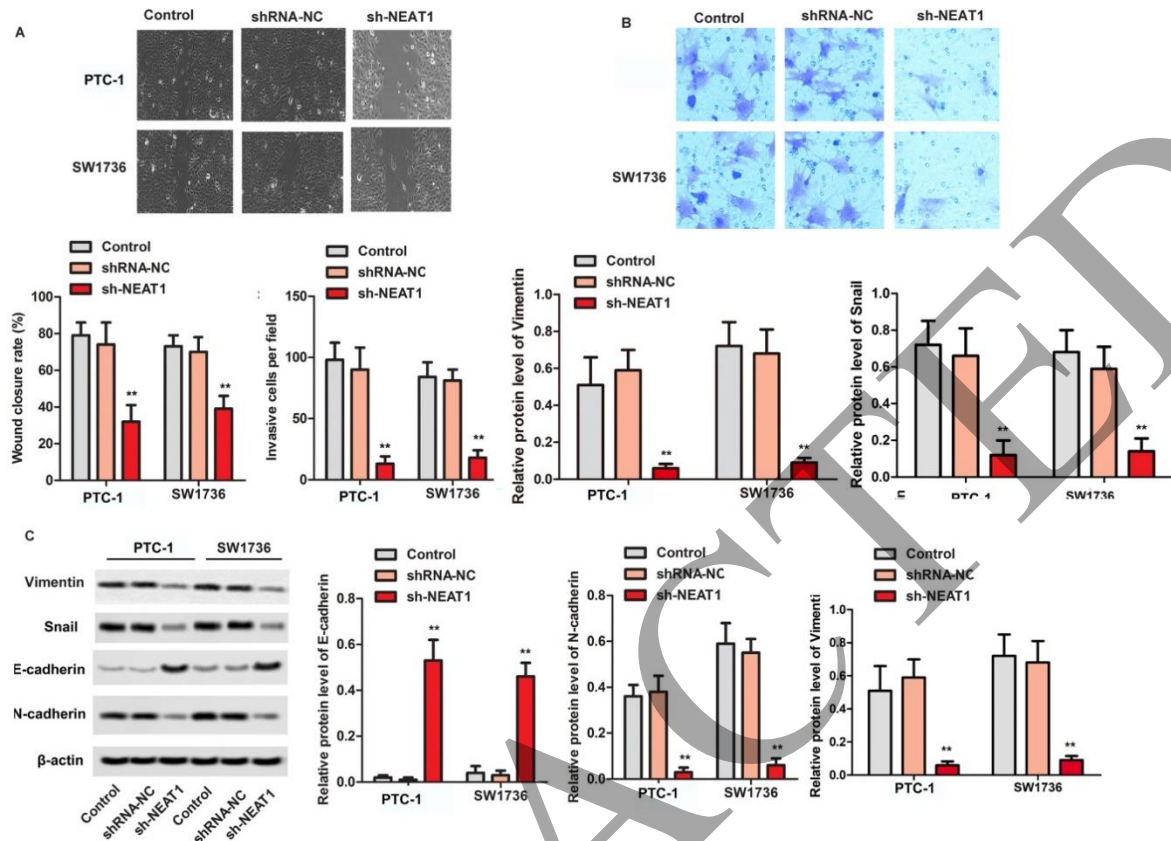 A
Control
shRNA-NC
sh-NEAT1
PTC-1
SW1736
B
Control
shRNA-NC
sh-NEAT1
SW1736
Control
shRNA-NC
sh-NEAT1
Wound closure rate (%)
100
80
60
40
20
0
**
**
PTC-1
SW1736
Control
shRNA-NC
sh-NEAT1
Invasive cells per field
150
100
50
0
**
**
PTC-1
SW1736
Control
shRNA-NC
sh-NEAT1
Relative protein level of Vimentin
1.0
0.8
0.6
0.4
0.2
0.0
**
**
PTC-1
SW1736
Relative protein level of Snail
1.0
0.8
0.6
0.4
0.2
0.0
**
**
PTC-1
SW1736
C
PTC-1
SW1736
Vimentin
Snail
E-cadherin
N-cadherin
β-actin
Control
shRNA-NC
sh-NEAT1
Control
shRNA-NC
sh-NEAT1
Control
shRNA-NC
sh-NEAT1
Relative protein level of E-cadherin
0.8
0.6
0.4
0.2
0.0
**
**
PTC-1
SW1736
Control
shRNA-NC
sh-NEAT1
Relative protein level of N-cadherin
0.8
0.6
0.4
0.2
0.0
**
**
PTC-1
SW1736
Control
shRNA-NC
sh-NEAT1
Relative protein level of Vimenti
1.0
0.8
0.6
0.4
0.2
0.0
**
**
PTC-1
SW1736
ACTED